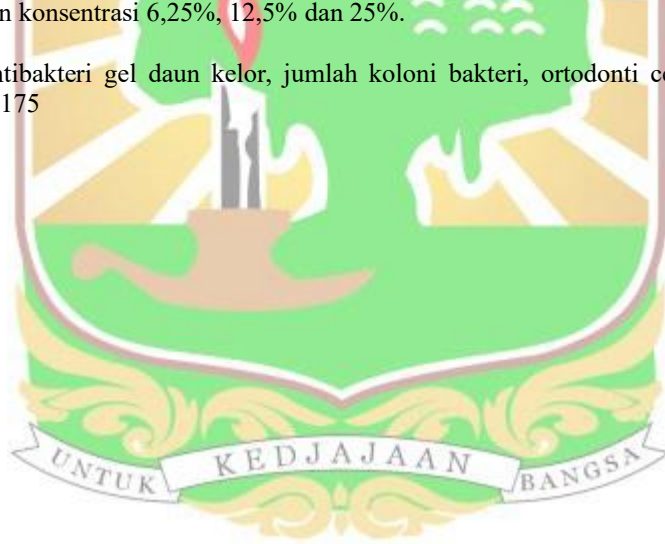 n konsentrasi 6,25%, 12,5% dan 25%.
ntibakteri gel daun kelor, jumlah koloni bakteri, ortodonti ce
175
UNTUK KEDJAJAAN BANGSA